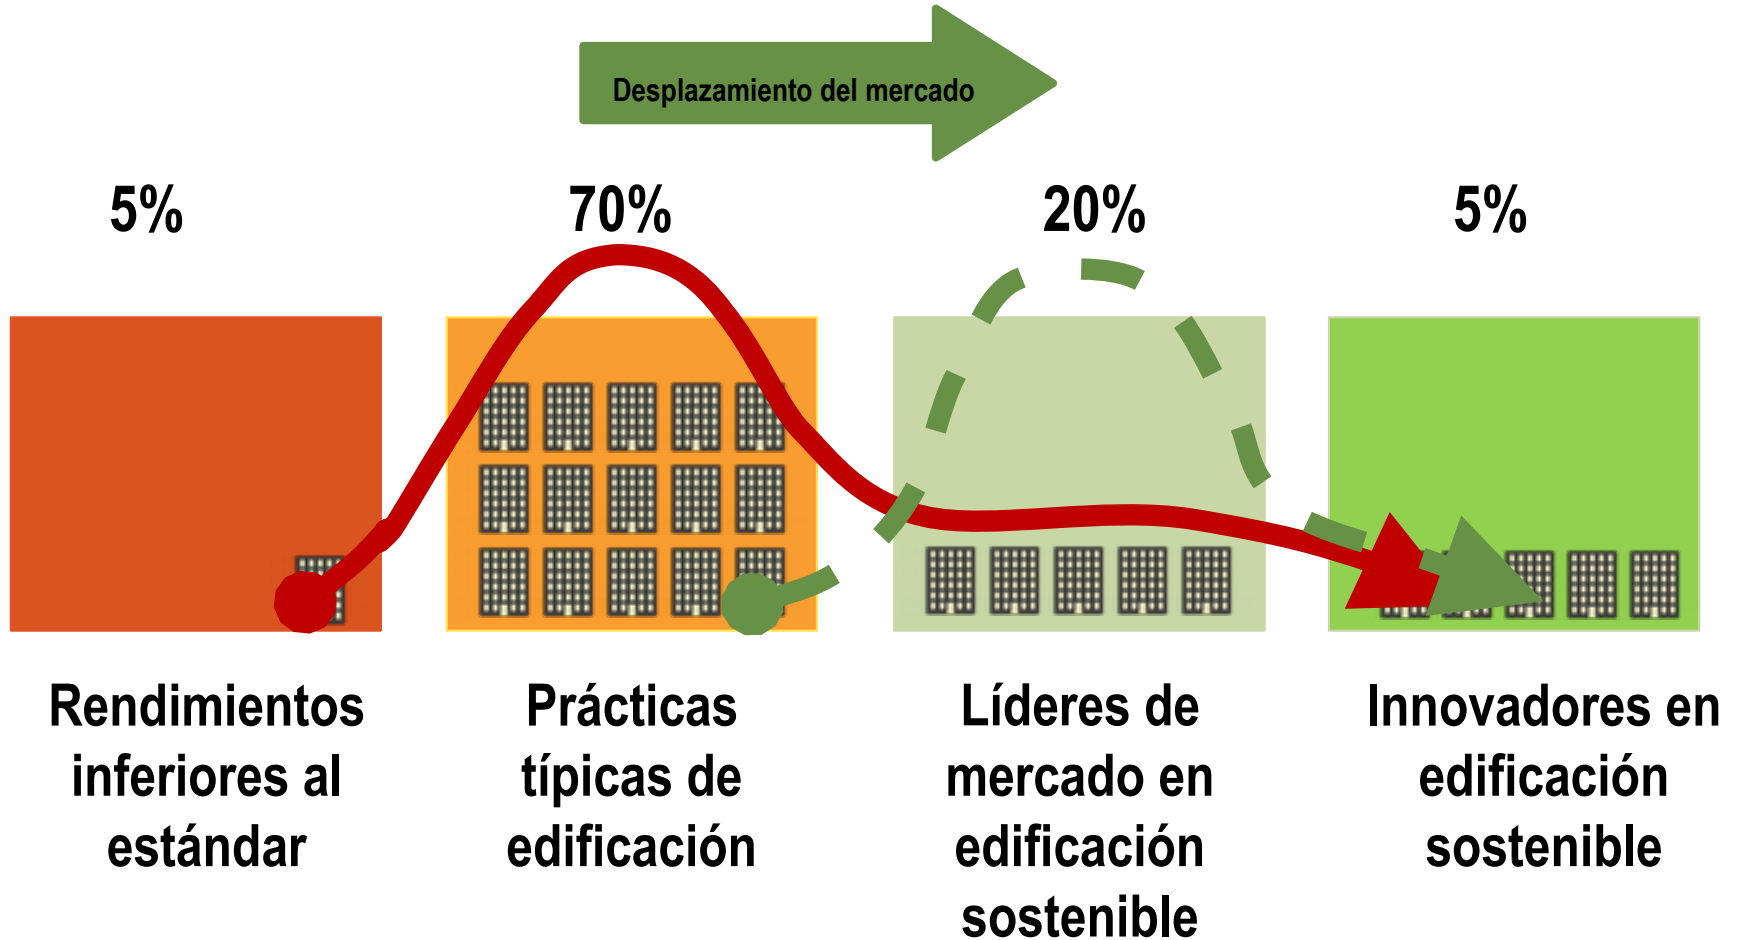 Desplazamiento del mercado
5%
70%
20%
5%
Rendimientos
inferiores al
estándar
Prácticas
típicas de
edificación
Líderes de
mercado en
edificación
sostenible
Innovadores en
edificación
sostenible